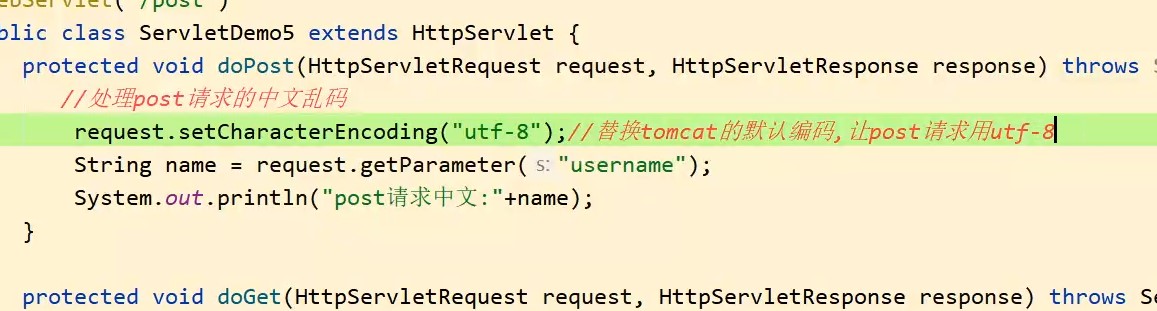 ebServlet("/post")
blic class ServletDemo5 extends HttpServlet {
protected void doPost(HttpServletRequest request, HttpServletResponse response) throws S
//处理post请求的中文乱码
request.setCharacterEncoding("utf-8");//替换tomcat的默认编码,让post请求用utf-8
String name = request.getParameter( s: "username");
System.out.println("post请求中文:"+name);
}
protected void doGet(HttpServletRequest request, HttpServletResponse response) throws Se